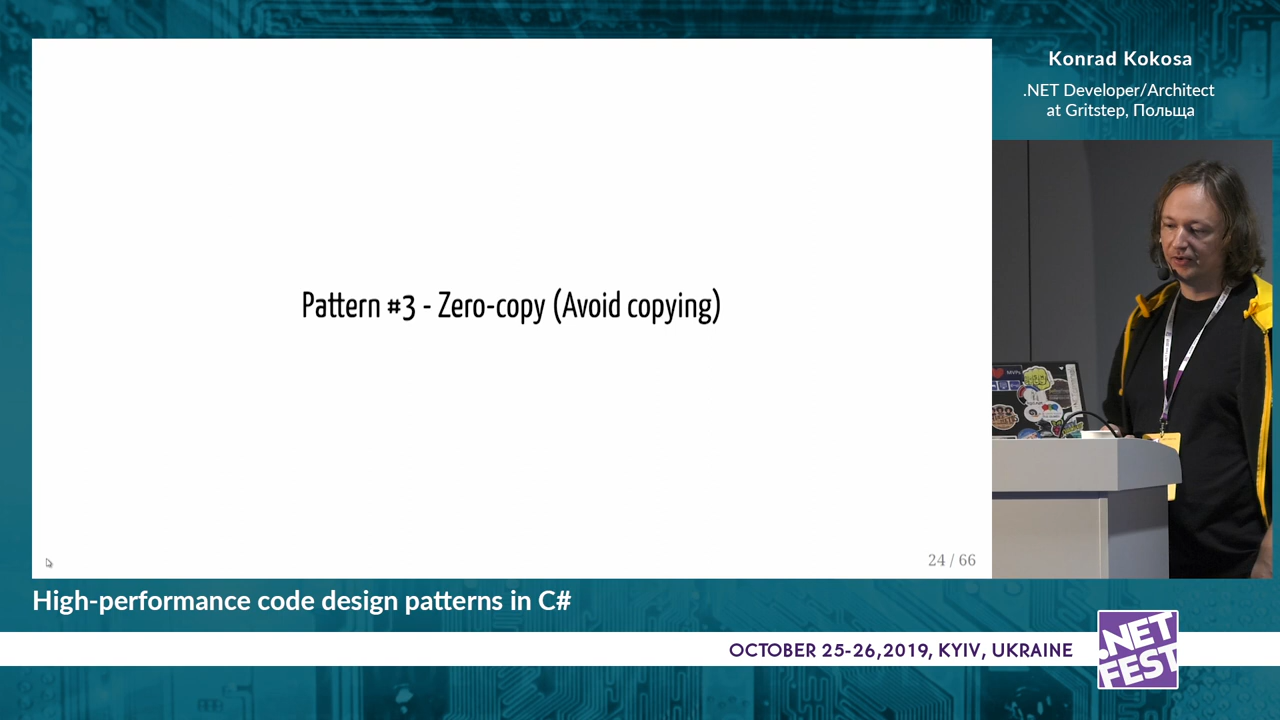 Konrad Kokosa
.NET Developer/Architect
at Gritstep, Польща
Pattern #3 - Zero-copy (Avoid copying)
MVPs
24 / 66
High-performance code design patterns in C#
OCTOBER 25-26,2019, KYIV, UKRAINE
.NET
FEST